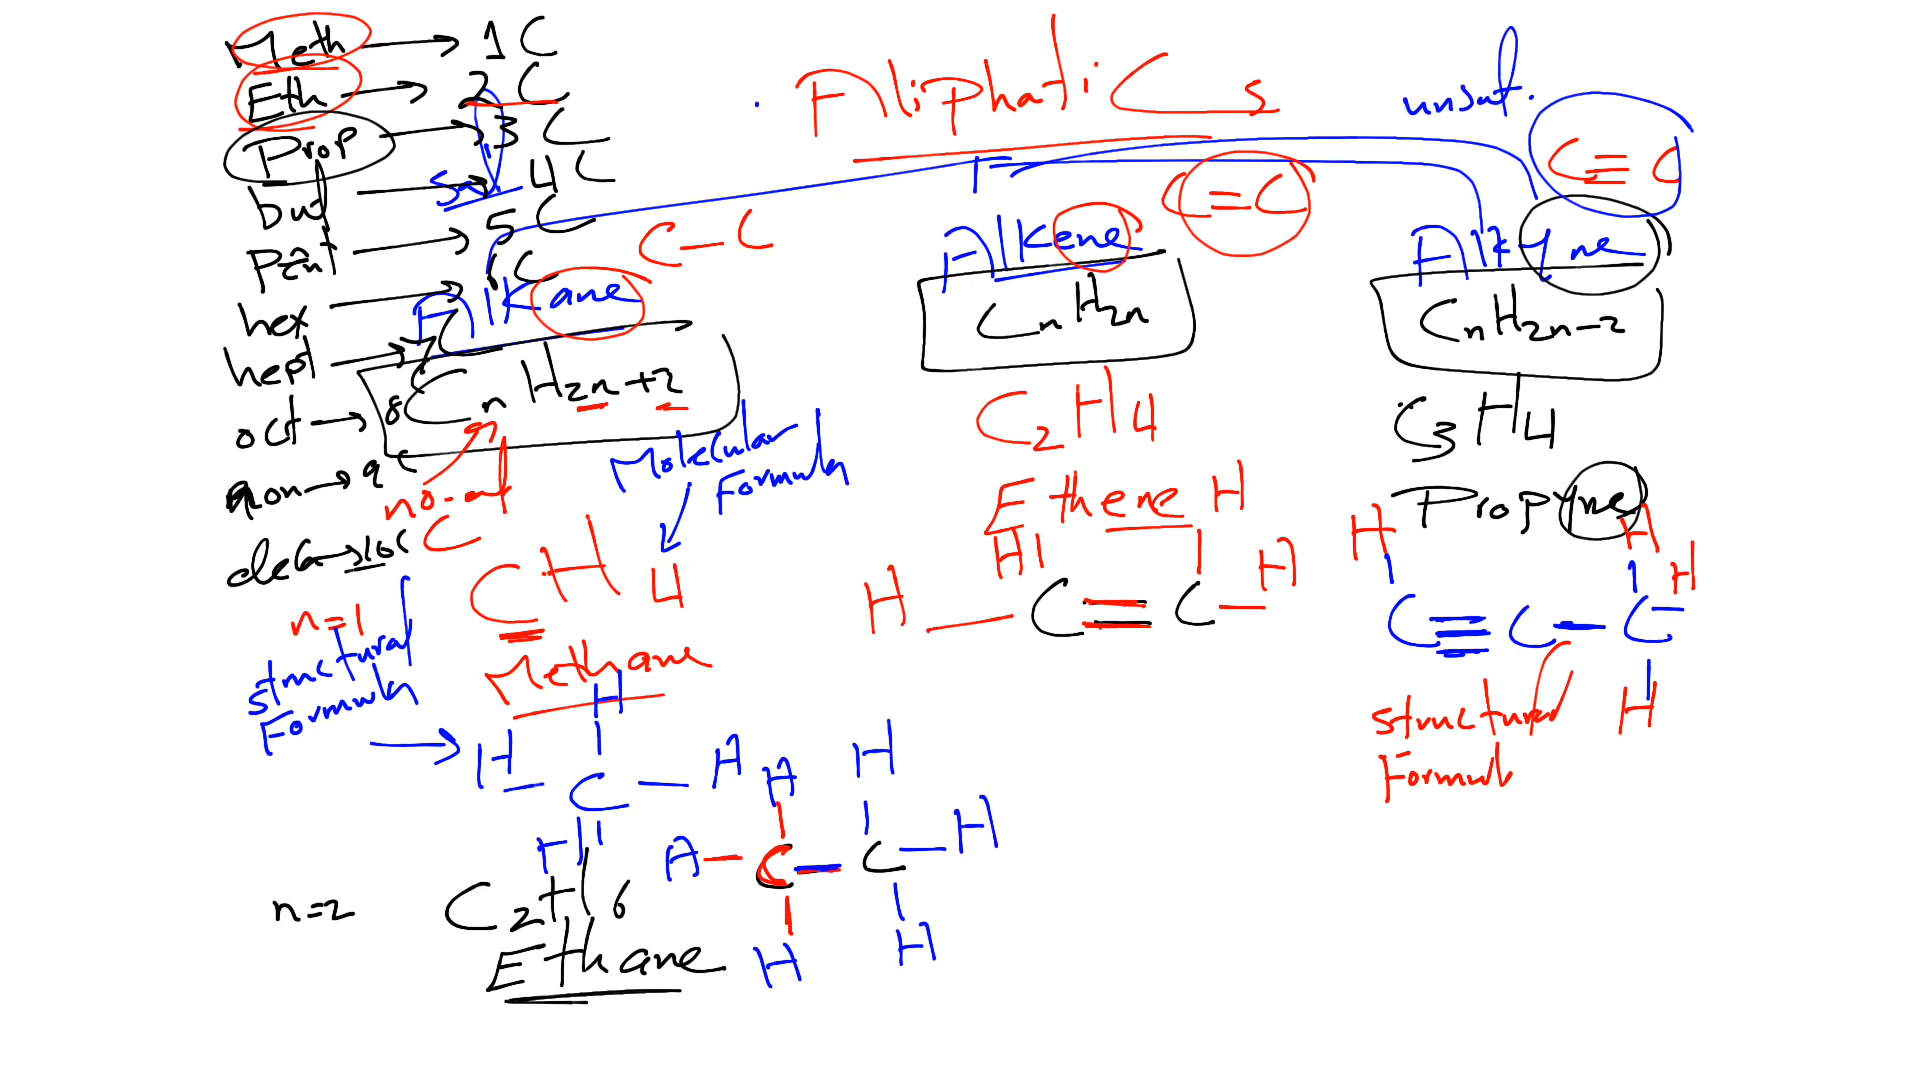 Meth → 1 C
Eth → 2 C
Prop → 3 C
but → 4 C
Pent → 5 C
hex → 6 C
hept → 7 C
oct → 8 C
non → 9 C
deca → 10 C
Aliphatic Cs
unsat.
Sat
C – C
C = C
C ≡ C
Alkane
Alkene
Alkyne
CnH2n+2
CnH2n
CnH2n-2
no. of C
Molecular
Formula
n=1
CH4
Methane
structural
Formula
H
H – C – H
H
n=2
C2H6
Ethane
H H
H – C – C – H
H H
C2H4
Ethene
H H
H – C = C – H
C3H4
Propyne
H H
C ≡ C – C – H
H
structural
Formula